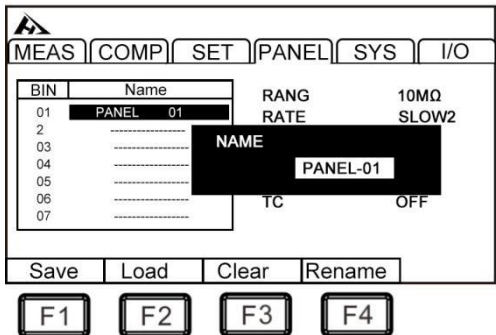 MEAS COMP SET PANEL SYS I/O
BIN Name
01 PANEL 01
2 ----------------
03 ----------------
04 ----------------
05 ----------------
06 ----------------
07 ----------------
RANG 10MΩ
RATE SLOW2
NAME
PANEL-01
TC OFF
Save Load Clear Rename
F1 F2 F3 F4